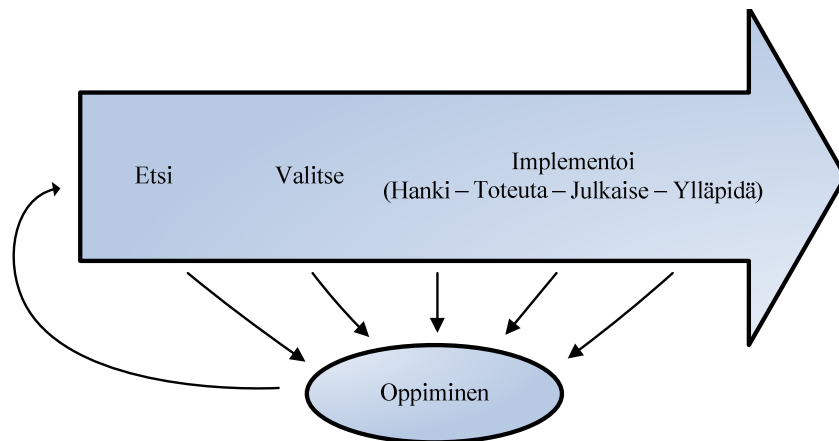 Etsi
Valitse
Implementoi
(Hanki – Toteuta – Julkaise – Ylläpidä)
Oppiminen